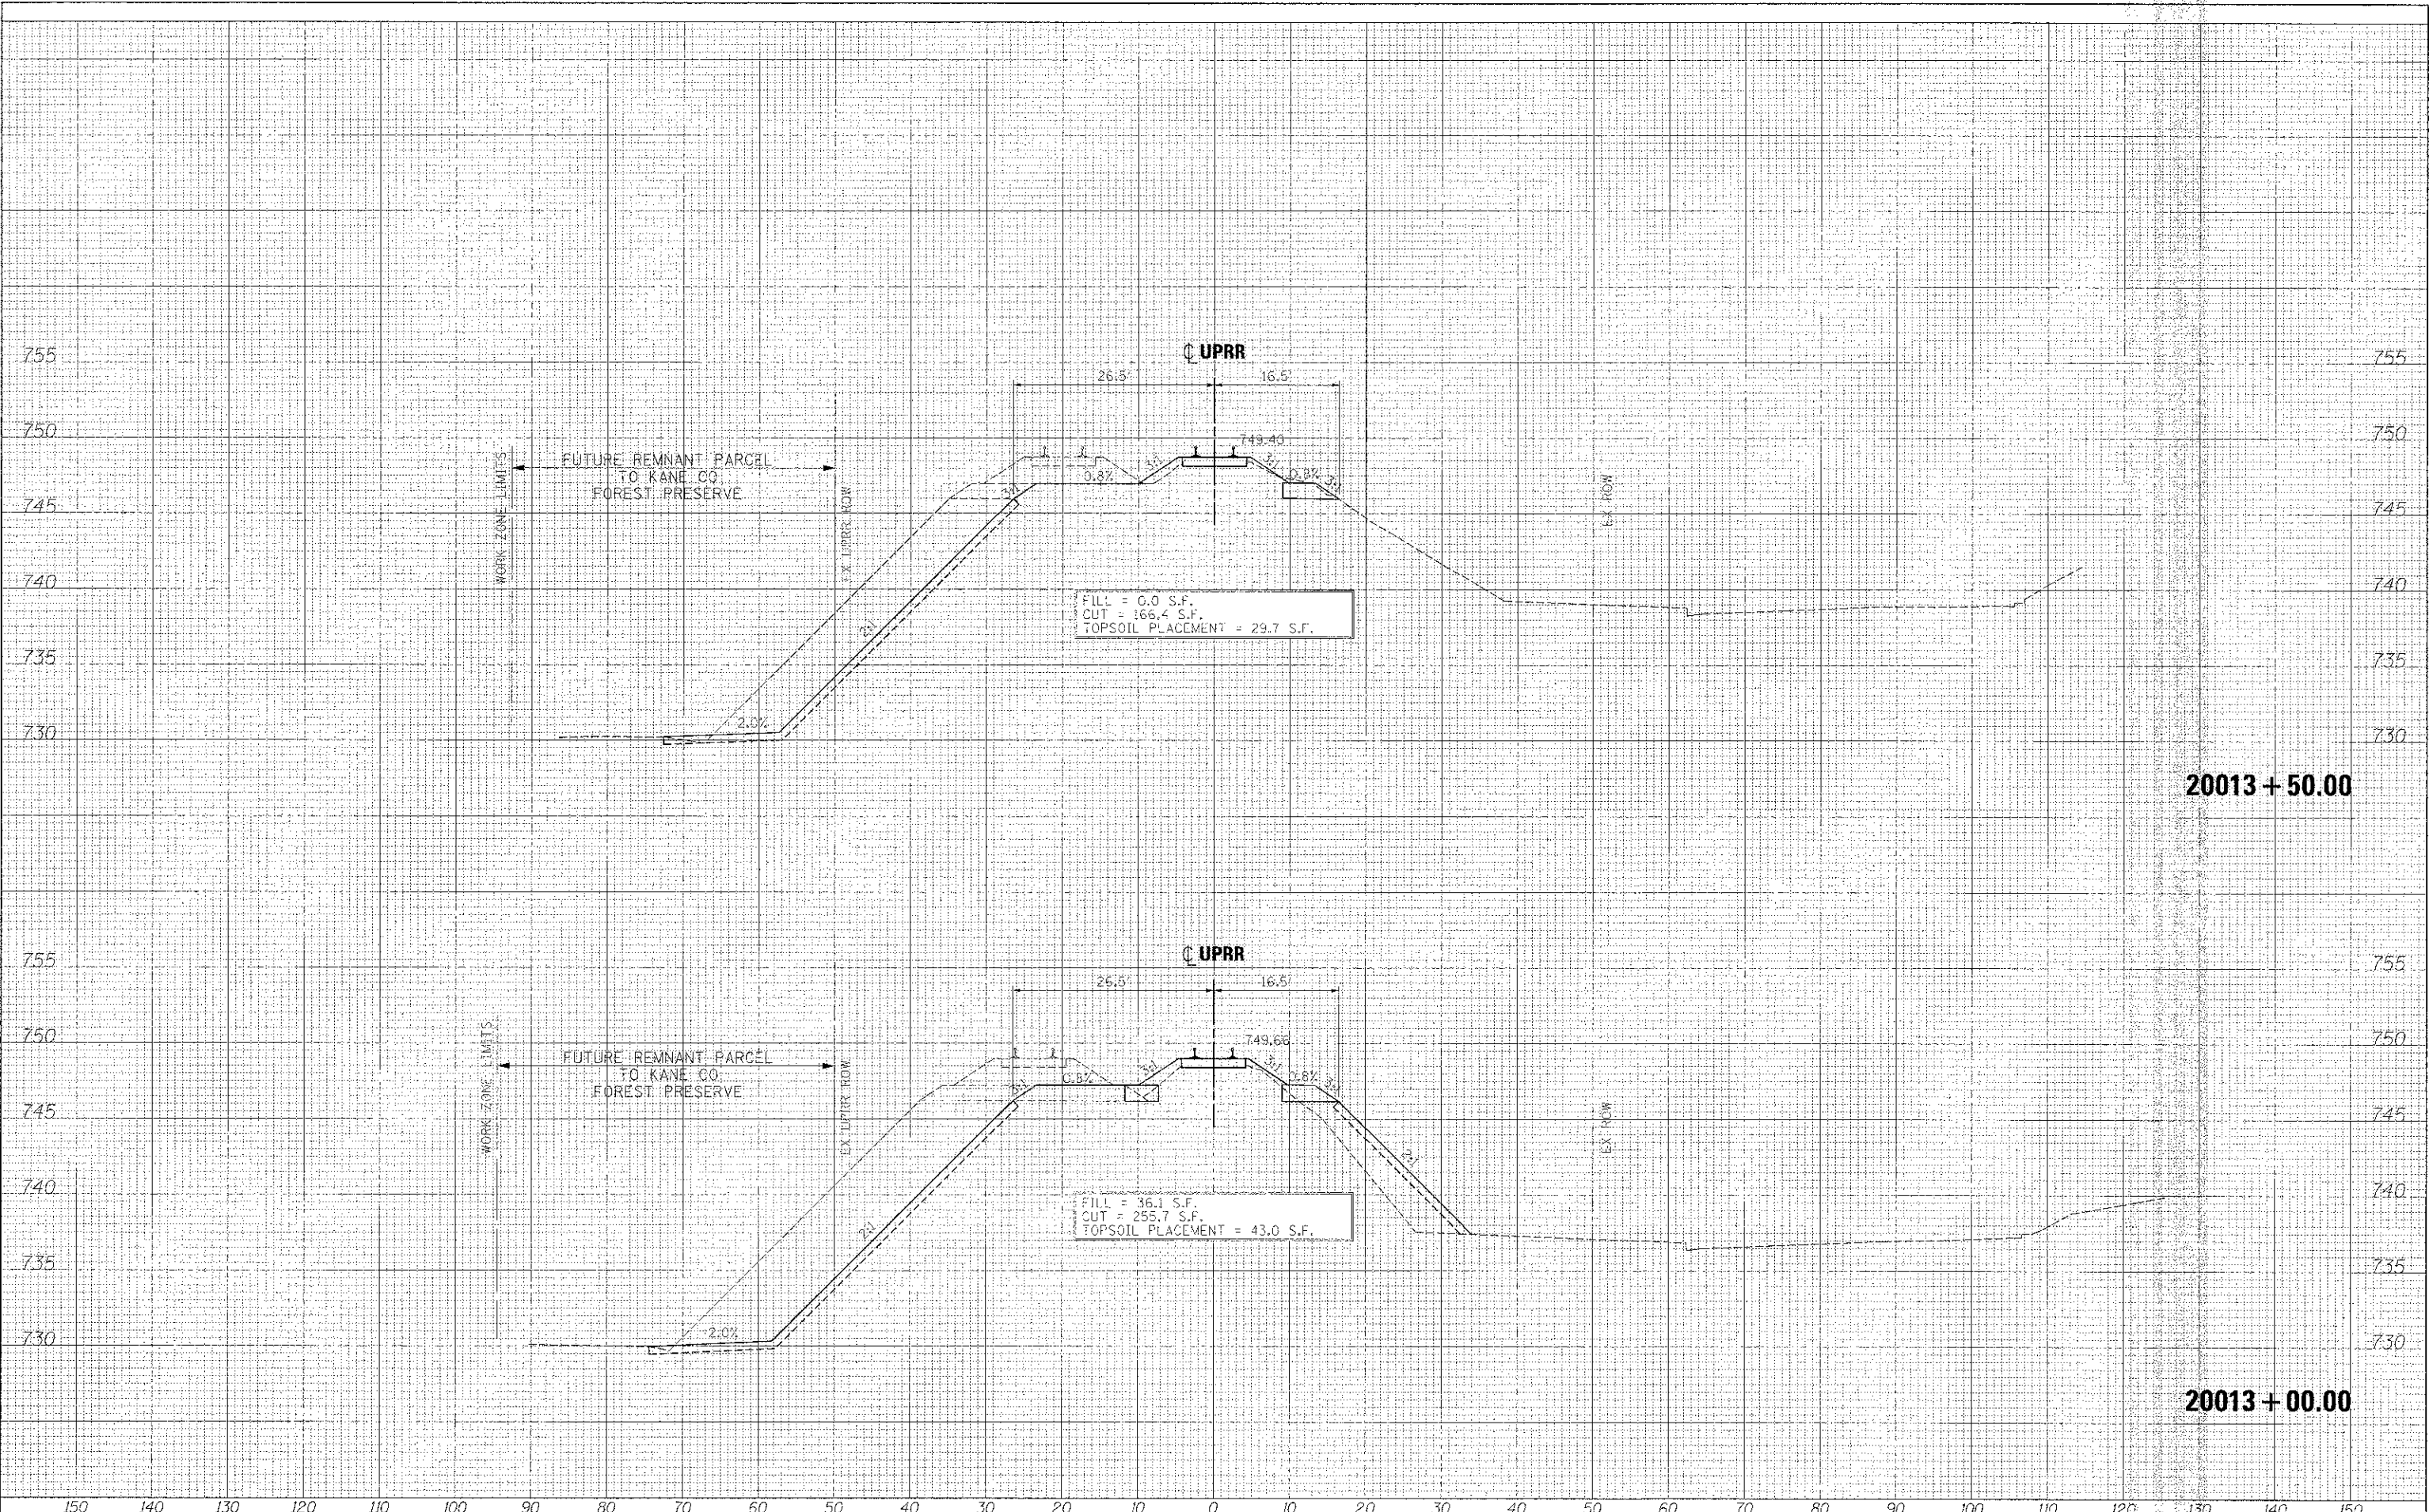 755
℄ UPRR
755
26.5'
16.5'
750
749.40
750
WORK ZONE LIMITS
FUTURE REMNANT PARCEL
TO KANE CO
FOREST PRESERVE
EX UPRR ROW
3:1
0.8%
3:1
3:1
0.8%
3:1
EX ROW
745
745
740
740
FILL = 0.0 S.F.
CUT = 166.4 S.F.
TOPSOIL PLACEMENT = 29.7 S.F.
2:1
735
735
730
2.0%
730
20013 + 50.00
755
℄ UPRR
755
26.5'
16.5'
750
749.66
750
WORK ZONE LIMITS
FUTURE REMNANT PARCEL
TO KANE CO
FOREST PRESERVE
EX UPRR ROW
3:1
0.8%
3:1
3:1
0.8%
3:1
EX ROW
745
745
2:1
740
740
FILL = 36.1 S.F.
CUT = 255.7 S.F.
TOPSOIL PLACEMENT = 43.0 S.F.
2:1
735
735
730
2.0%
730
20013 + 00.00
150 140 130 120 110 100 90 80 70 60 50 40 30 20 10 0 10 20 30 40 50 60 70 80 90 100 110 120 130 140 150